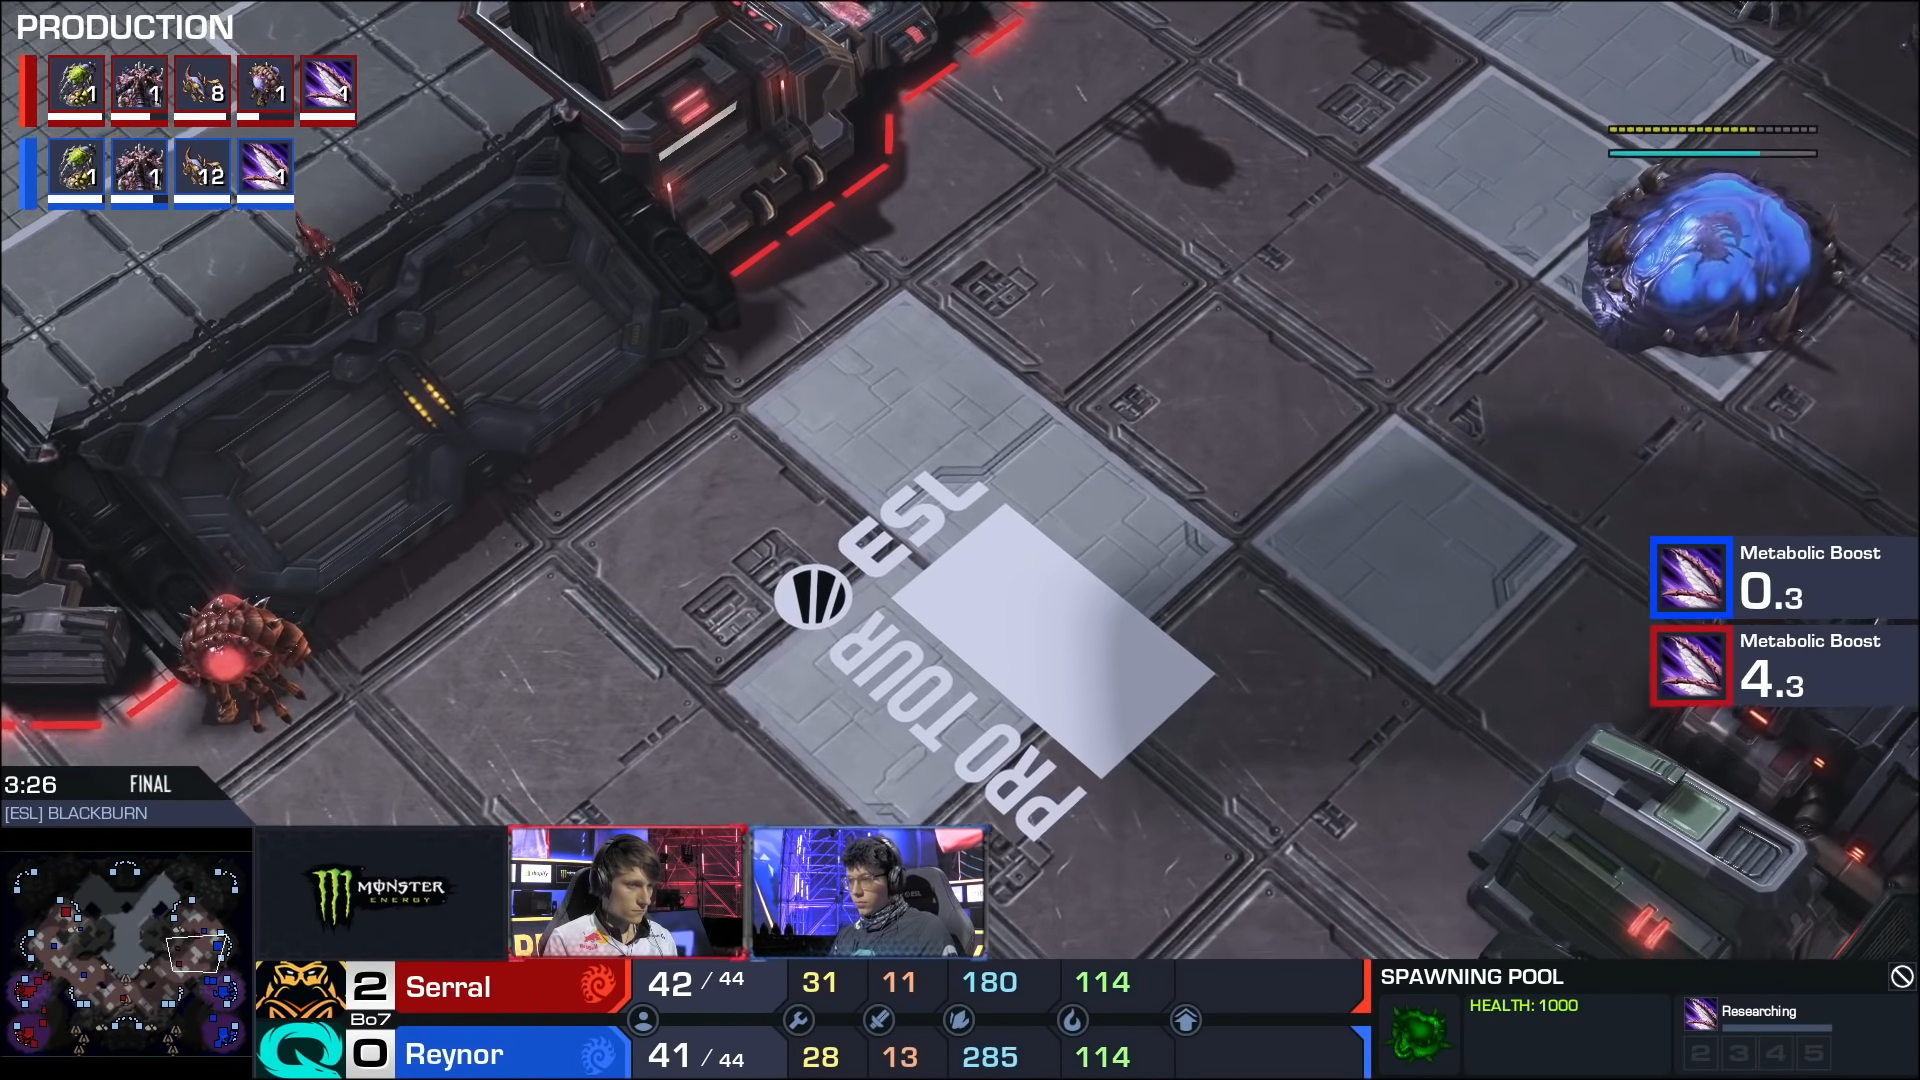 PRODUCTION
1 1 8 1 1
1 1 12 1
ESL
PRO TOUR
Metabolic Boost
0.3
Metabolic Boost
4.3
3:26 FINAL
[ESL] BLACKBURN
MONSTER
ENERGY
2 Serral 42 / 44 31 11 180 114
Bo7
0 Reynor 41 / 44 28 13 285 114
SPAWNING POOL
HEALTH: 1000
Researching
2 3 4 5